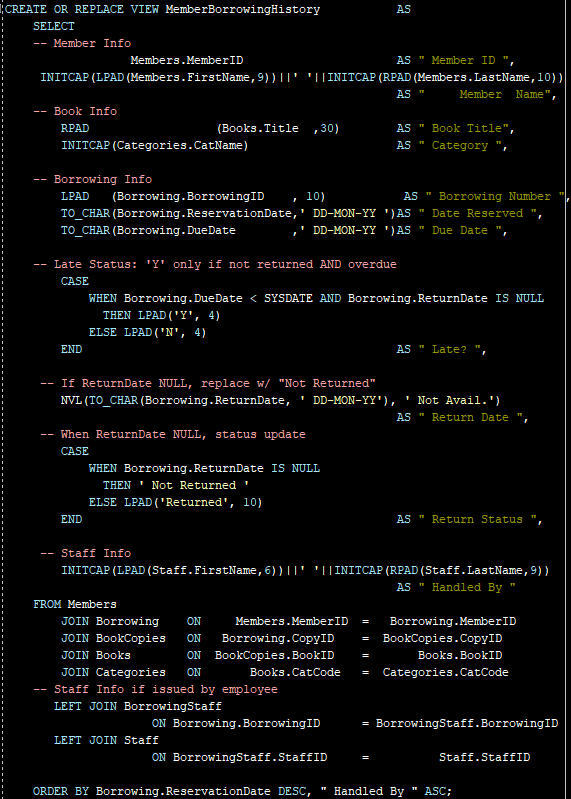 CREATE OR REPLACE VIEW MemberBorrowingHistory AS
SELECT
-- Member Info
Members.MemberID AS " Member ID ",
INITCAP(LPAD(Members.FirstName,9))||' '||INITCAP(RPAD(Members.LastName,10))
AS "     Member  Name",
-- Book Info
RPAD (Books.Title ,30) AS " Book Title",
INITCAP(Categories.CatName) AS " Category ",
-- Borrowing Info
LPAD (Borrowing.BorrowingID , 10) AS " Borrowing Number ",
TO_CHAR(Borrowing.ReservationDate,' DD-MON-YY ')AS " Date Reserved ",
TO_CHAR(Borrowing.DueDate ,' DD-MON-YY ')AS " Due Date ",
-- Late Status: 'Y' only if not returned AND overdue
CASE
WHEN Borrowing.DueDate < SYSDATE AND Borrowing.ReturnDate IS NULL
THEN LPAD('Y', 4)
ELSE LPAD('N', 4)
END AS " Late? ",
-- If ReturnDate NULL, replace w/ "Not Returned"
NVL(TO_CHAR(Borrowing.ReturnDate, ' DD-MON-YY'), ' Not Avail.')
AS " Return Date ",
-- When ReturnDate NULL, status update
CASE
WHEN Borrowing.ReturnDate IS NULL
THEN ' Not Returned '
ELSE LPAD('Returned', 10)
END AS " Return Status ",
-- Staff Info
INITCAP(LPAD(Staff.FirstName,6))||' '||INITCAP(RPAD(Staff.LastName,9))
AS " Handled By "
FROM Members
JOIN Borrowing ON Members.MemberID = Borrowing.MemberID
JOIN BookCopies ON Borrowing.CopyID = BookCopies.CopyID
JOIN Books ON BookCopies.BookID = Books.BookID
JOIN Categories ON Books.CatCode = Categories.CatCode
-- Staff Info if issued by employee
LEFT JOIN BorrowingStaff
ON Borrowing.BorrowingID = BorrowingStaff.BorrowingID
LEFT JOIN Staff
ON BorrowingStaff.StaffID = Staff.StaffID
ORDER BY Borrowing.ReservationDate DESC, " Handled By " ASC;